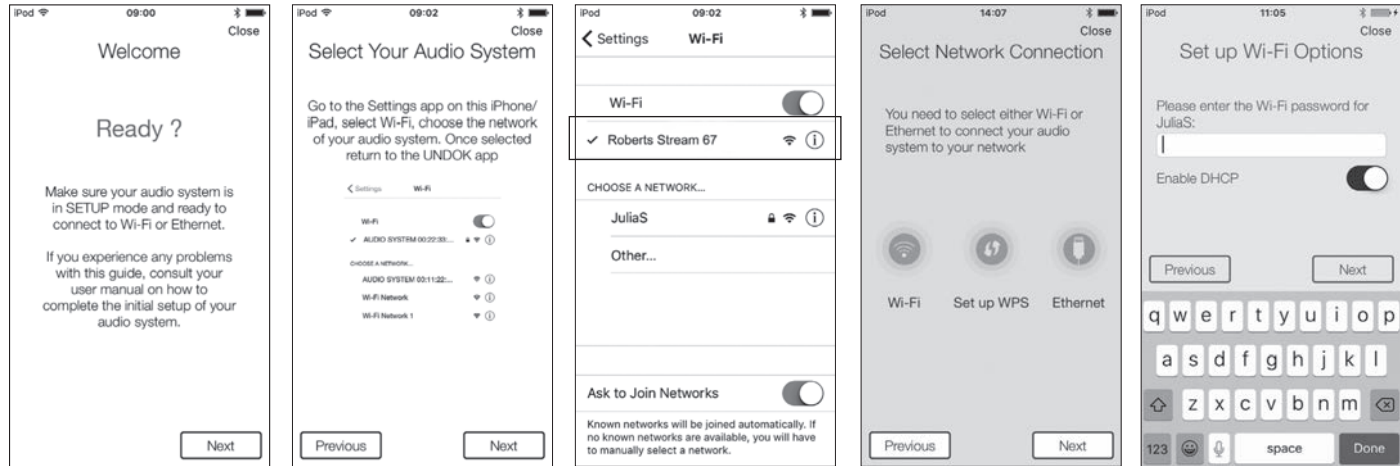 iPod 09:00
Close
Welcome
Ready ?
Make sure your audio system is
in SETUP mode and ready to
connect to Wi-Fi or Ethernet.
If you experience any problems
with this guide, consult your
user manual on how to
complete the initial setup of your
audio system.
Next
iPod 09:02
Close
Select Your Audio System
Go to the Settings app on this iPhone/
iPad, select Wi-Fi, choose the network
of your audio system. Once selected
return to the UNDOK app
Settings Wi-Fi
Wi-Fi
AUDIO SYSTEM 00:22:33:...
CHOOSE A NETWORK...
AUDIO SYSTEM 00:11:22:...
Wi-Fi Network
Wi-Fi Network 1
Previous Next
iPod 09:02
Settings Wi-Fi
Wi-Fi
Roberts Stream 67
CHOOSE A NETWORK...
JuliaS
Other...
Ask to Join Networks
Known networks will be joined automatically. If
no known networks are available, you will have
to manually select a network.
iPod 14:07
Close
Select Network Connection
You need to select either Wi-Fi or
Ethernet to connect your audio
system to your network
Wi-Fi Set up WPS Ethernet
Previous Next
iPod 11:05
Close
Set up Wi-Fi Options
Please enter the Wi-Fi password for
JuliaS:
Enable DHCP
Previous Next
q w e r t y u i o p
a s d f g h j k l
z x c v b n m
123 space Done